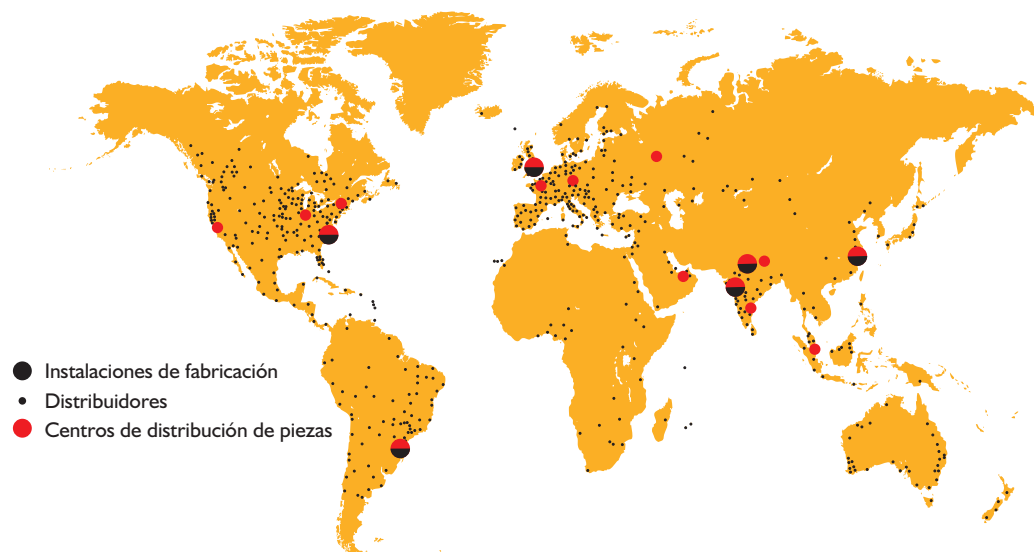 Instalaciones de fabricación
Distribuidores
Centros de distribución de piezas